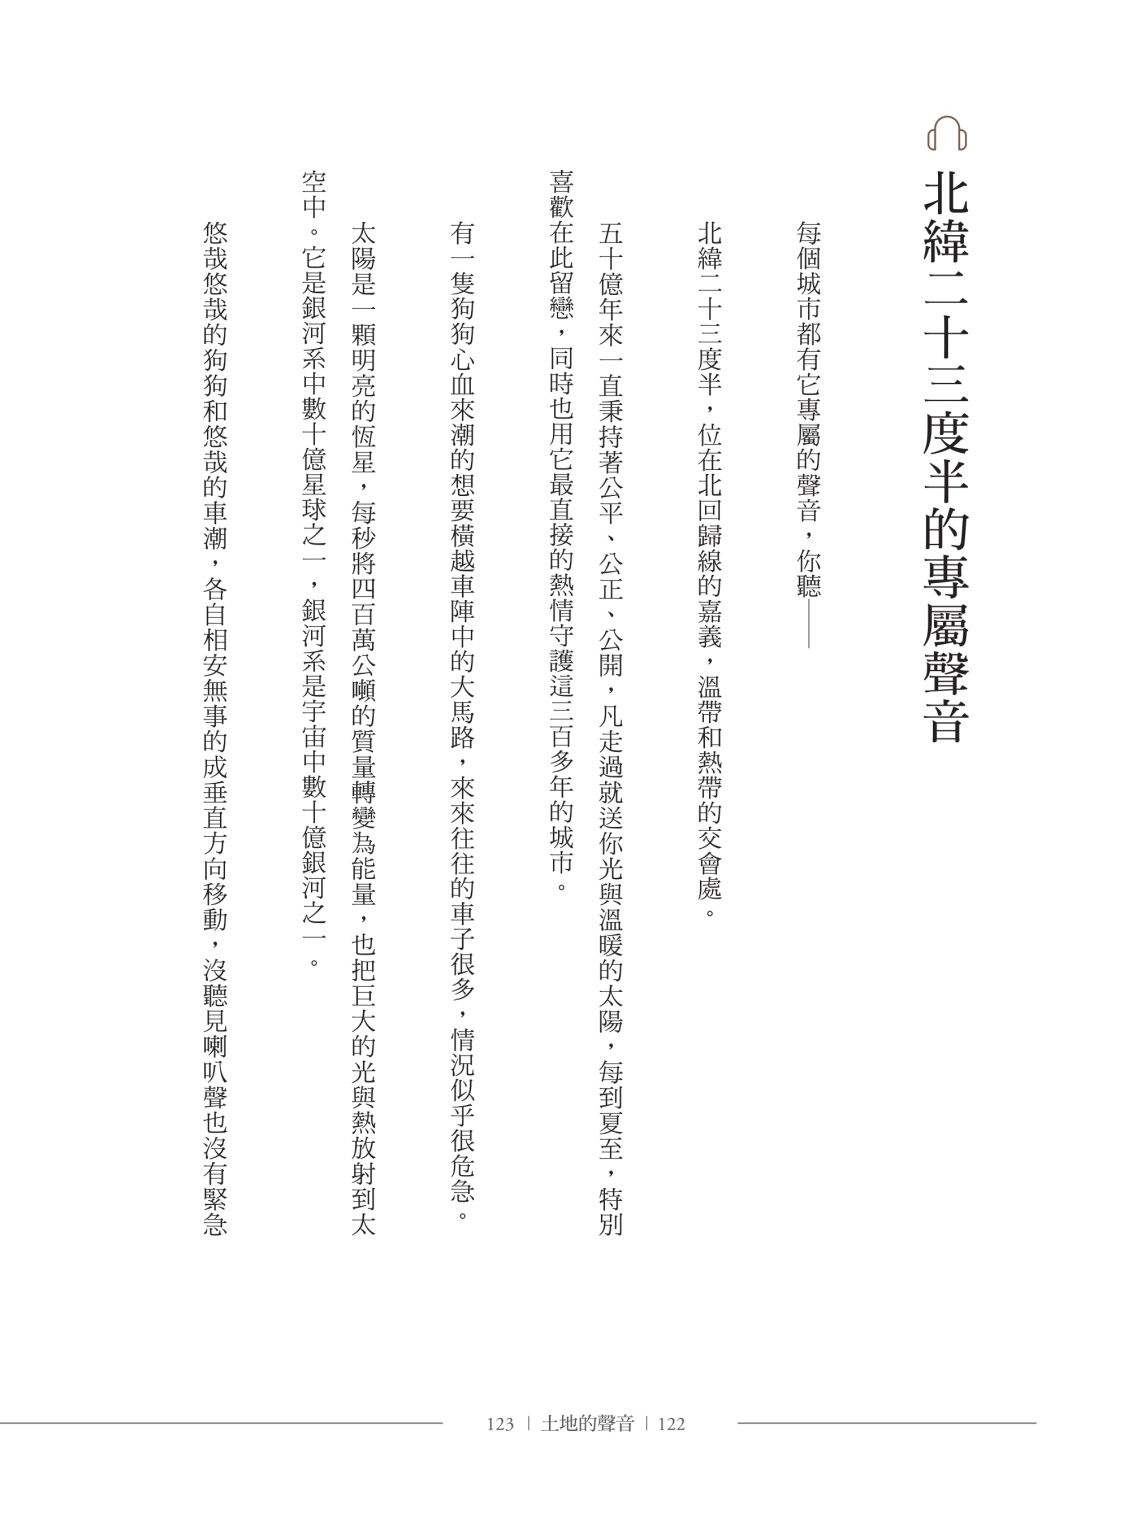 北緯二十三度半的專屬聲音
每個城市都有它專屬的聲音，你聽——
北緯二十三度半，位在北回歸線的嘉義，溫帶和熱帶的交會處。
五十億年來一直秉持著公平、公正、公開，凡走過就送你光與溫暖的太陽，每到夏至，特別
喜歡在此留戀，同時也用它最直接的熱情守護這三百多年的城市。
有一隻狗狗心血來潮的想要橫越車陣中的大馬路，來來往往的車子很多，情況似乎很危急。
太陽是一顆明亮的恆星，每秒將四百萬公噸的質量轉變為能量，也把巨大的光與熱放射到太
空中。它是銀河系中數十億星球之一，銀河系是宇宙中數十億銀河之一。
悠哉悠哉的狗狗和悠哉的車潮，各自相安無事的成垂直方向移動，沒聽見喇叭聲也沒有緊急
123 | 土地的聲音 | 122